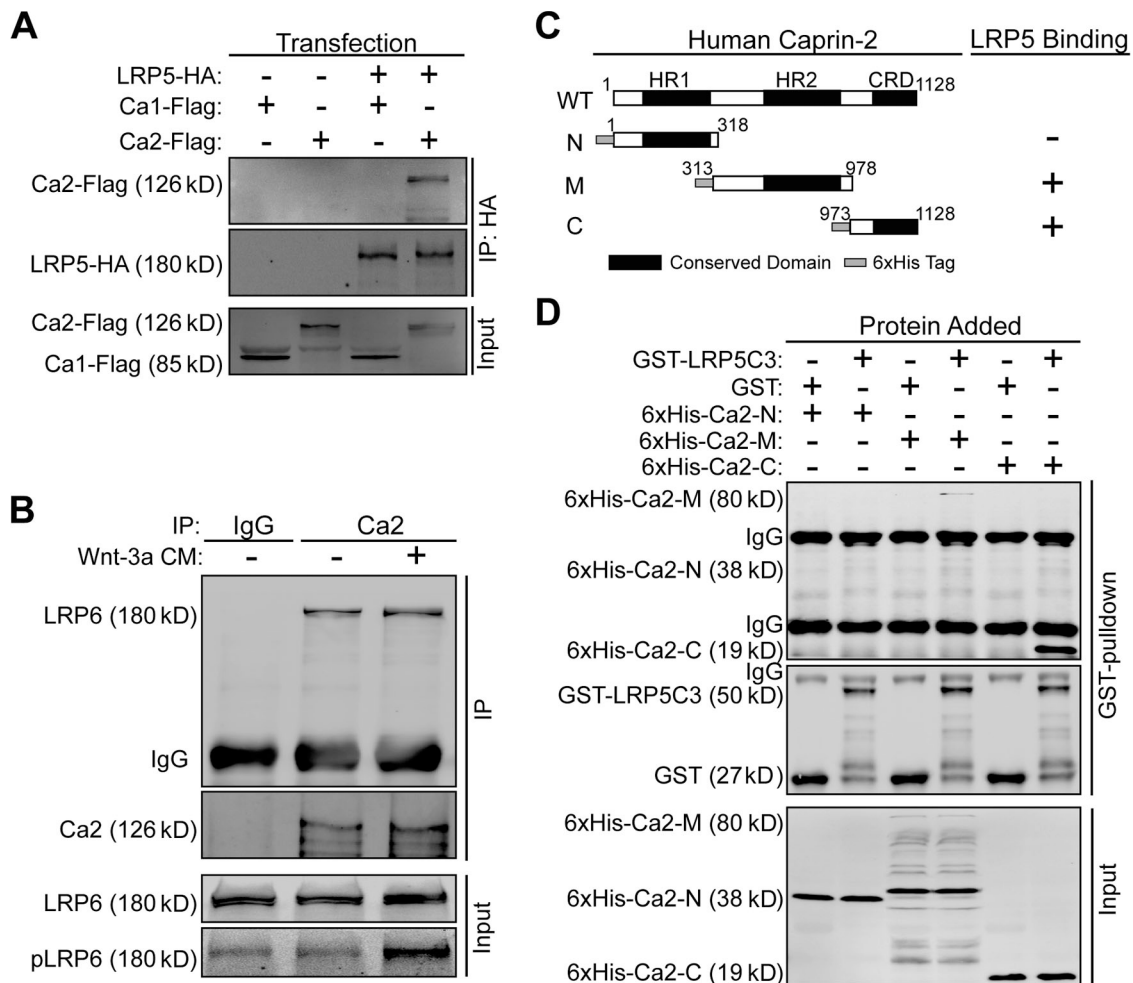 A
Transfection
LRP5-HA: - - + +
Ca1-Flag: + - + -
Ca2-Flag: - + - +
Ca2-Flag (126 kD)
LRP5-HA (180 kD)
IP: HA
Ca2-Flag (126 kD)
Ca1-Flag (85 kD)
Input
B
IP: IgG Ca2
Wnt-3a CM: - - +
LRP6 (180 kD)
IgG
Ca2 (126 kD)
IP
LRP6 (180 kD)
pLRP6 (180 kD)
Input
C
Human Caprin-2 LRP5 Binding
WT 1 HR1 HR2 CRD 1128
N 1 318 -
M 313 978 +
C 973 1128 +
Conserved Domain 6xHis Tag
D
Protein Added
GST-LRP5C3: - + - + - +
GST: + - + - + -
6xHis-Ca2-N: + + - - - -
6xHis-Ca2-M: - - + + - -
6xHis-Ca2-C: - - - - + +
6xHis-Ca2-M (80 kD)
IgG
6xHis-Ca2-N (38 kD)
IgG
6xHis-Ca2-C (19 kD)
IgG
GST-LRP5C3 (50 kD)
GST (27 kD)
GST-pulldown
6xHis-Ca2-M (80 kD)
6xHis-Ca2-N (38 kD)
6xHis-Ca2-C (19 kD)
Input